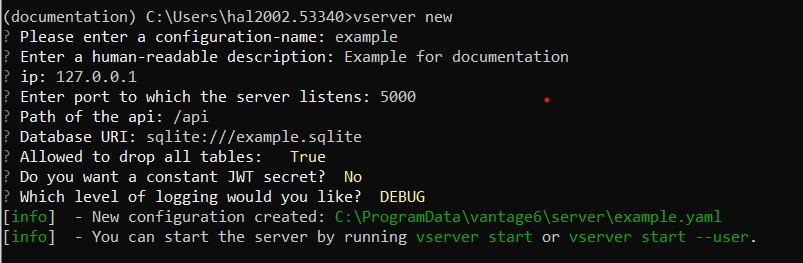 (documentation) C:\Users\hal2002.53340>vserver new
? Please enter a configuration-name: example
? Enter a human-readable description: Example for documentation
? ip: 127.0.0.1
? Enter port to which the server listens: 5000
? Path of the api: /api
? Database URI: sqlite:///example.sqlite
? Allowed to drop all tables:   True
? Do you want a constant JWT secret?  No
? Which level of logging would you like?  DEBUG
[info]  - New configuration created: C:\ProgramData\vantage6\server\example.yaml
[info]  - You can start the server by running vserver start or vserver start --user.